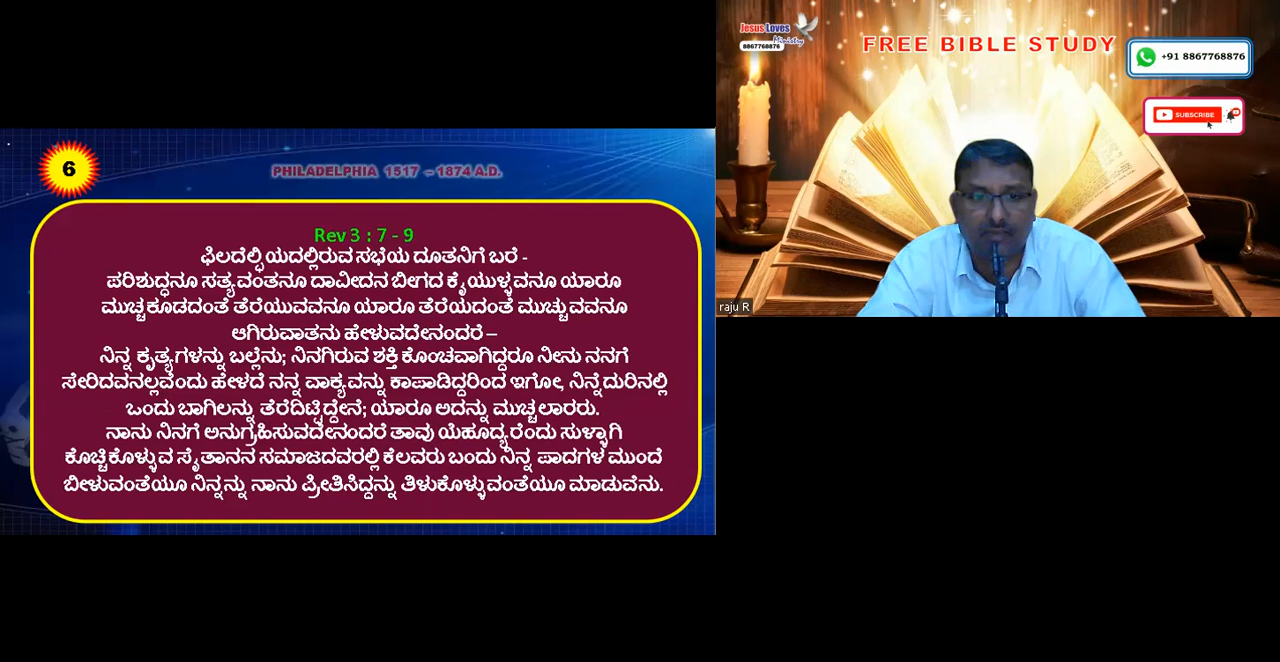 6
PHILADELPHIA 1517 – 1874 A.D.
Rev 3 : 7 - 9
ಫಿಲದೆಲ್ಫಿಯದಲ್ಲಿರುವ ಸಭೆಯ ದೂತನಿಗೆ ಬರೆ -
ಪರಿಶುದ್ಧನೂ ಸತ್ಯವಂತನೂ ದಾವೀದನ ಬೀಗದ ಕೈಯುಳ್ಳವನೂ ಯಾರೂ
ಮುಚ್ಚಕೂಡದಂತೆ ತೆರೆಯುವವನೂ ಯಾರೂ ತೆರೆಯದಂತೆ ಮುಚ್ಚುವವನೂ
ಆಗಿರುವಾತನು ಹೇಳುವದೇನಂದರೆ –
ನಿನ್ನ ಕೃತ್ಯಗಳನ್ನು ಬಲ್ಲೆನು; ನಿನಗಿರುವ ಶಕ್ತಿ ಕೊಂಚವಾಗಿದ್ದರೂ ನೀನು ನನಗೆ
ಸೇರಿದವನಲ್ಲವೆಂದು ಹೇಳದೆ ನನ್ನ ವಾಕ್ಯವನ್ನು ಕಾಪಾಡಿದ್ದರಿಂದ ಇಗೋ, ನಿನ್ನೆದುರಿನಲ್ಲಿ
ಒಂದು ಬಾಗಿಲನ್ನು ತೆರೆದಿಟ್ಟಿದ್ದೇನೆ; ಯಾರೂ ಅದನ್ನು ಮುಚ್ಚಲಾರರು.
ನಾನು ನಿನಗೆ ಅನುಗ್ರಹಿಸುವದೇನಂದರೆ ತಾವು ಯೆಹೂದ್ಯರೆಂದು ಸುಳ್ಳಾಗಿ
ಕೊಚ್ಚಿಕೊಳ್ಳುವ ಸೈತಾನನ ಸಮಾಜದವರಲ್ಲಿ ಕೆಲವರು ಬಂದು ನಿನ್ನ ಪಾದಗಳ ಮುಂದೆ
ಬೀಳುವಂತೆಯೂ ನಿನ್ನನ್ನು ನಾನು ಪ್ರೀತಿಸಿದ್ದನ್ನು ತಿಳುಕೊಳ್ಳುವಂತೆಯೂ ಮಾಡುವೆನು.
Jesus Loves
Ministry
8867768876
FREE BIBLE STUDY
+91 8867768876
SUBSCRIBE
raju R